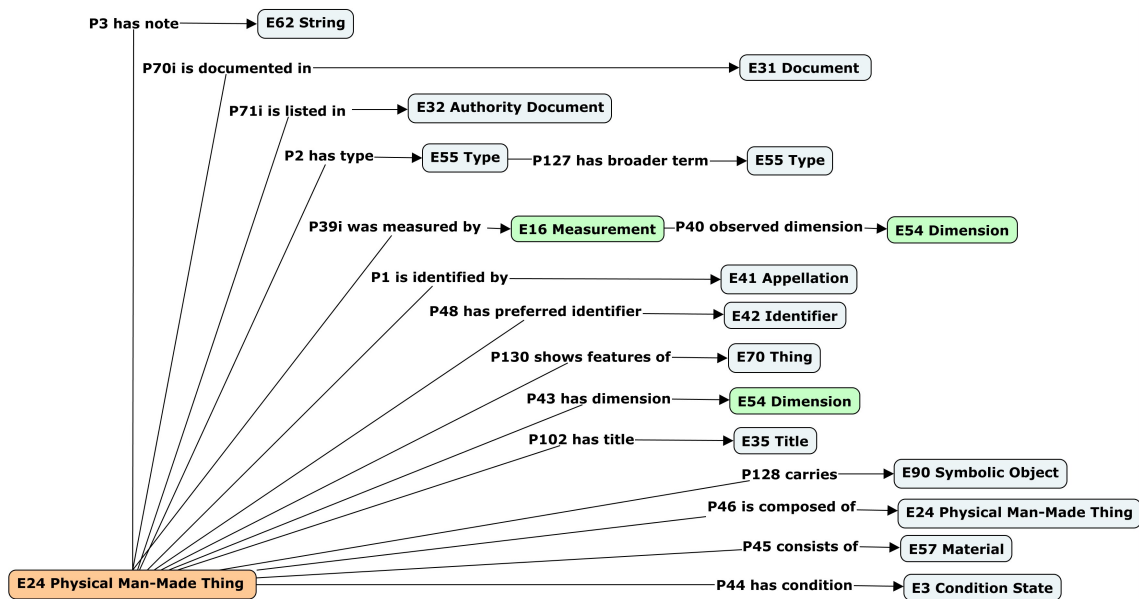 P3 has note E62 String
P70i is documented in E31 Document
P71i is listed in E32 Authority Document
P2 has type E55 Type P127 has broader term E55 Type
P39i was measured by E16 Measurement P40 observed dimension E54 Dimension
P1 is identified by E41 Appellation
P48 has preferred identifier E42 Identifier
P130 shows features of E70 Thing
P43 has dimension E54 Dimension
P102 has title E35 Title
P128 carries E90 Symbolic Object
P46 is composed of E24 Physical Man-Made Thing
P45 consists of E57 Material
E24 Physical Man-Made Thing P44 has condition E3 Condition State